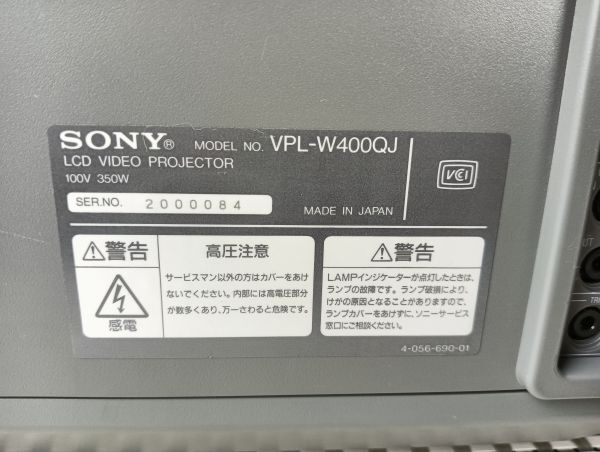 SONY® MODEL NO. VPL-W400QJ
LCD VIDEO PROJECTOR
100V 350W
SER.NO. 2000084
MADE IN JAPAN
VCI
⚠警告
感電
高圧注意
サービスマン以外の方はカバーをあけ
ないでください。内部には高電圧部分
が数多くあり、万一さわると危険です。
⚠警告
LAMPインジケーターが点灯したときは、
ランプの故障です。ランプ破損により、
けがの原因となることがありますので、
ランプカバーをあけずに、ソニーサービス
窓口にご相談ください。
4-056-690-01
UT
TR